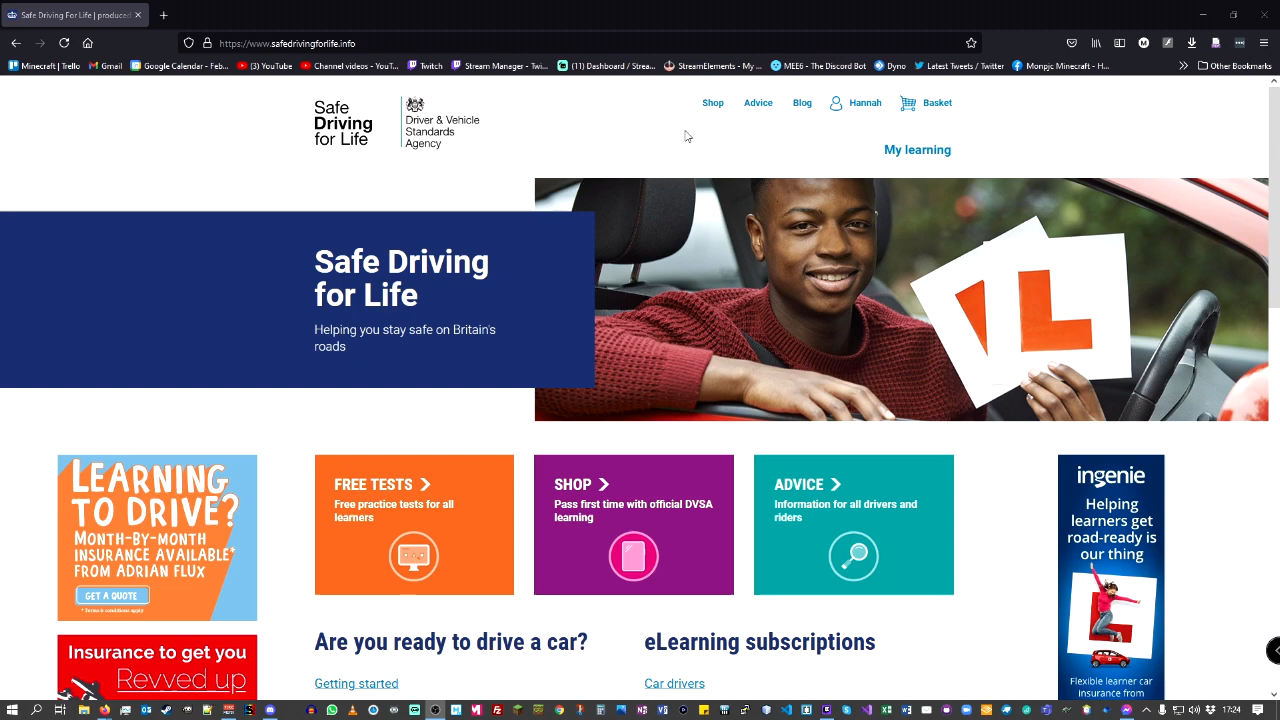 Safe Driving For Life | produced
https://www.safedrivingforlife.info
Minecraft | Trello
Gmail
Google Calendar - Feb...
(3) YouTube
Channel videos - YouT...
Twitch
Stream Manager - Twi...
(11) Dashboard / Strea...
StreamElements - My ...
MEE6 - The Discord Bot
Dyno
Latest Tweets / Twitter
Monpjc Minecraft - H...
Other Bookmarks
Safe
Driving
for Life
Driver & Vehicle
Standards
Agency
Shop
Advice
Blog
Hannah
Basket
My learning
Safe Driving
for Life
Helping you stay safe on Britain's
roads
L
LEARNING
TO DRIVE?
MONTH-BY-MONTH
INSURANCE AVAILABLE*
FROM ADRIAN FLUX
GET A QUOTE
* Terms & conditions apply
Insurance to get you
Revved up
FREE TESTS
Free practice tests for all
learners
SHOP
Pass first time with official DVSA
learning
ADVICE
Information for all drivers and
riders
Are you ready to drive a car?
Getting started
eLearning subscriptions
Car drivers
ingenie
Helping
learners get
road-ready is
our thing
Flexible learner car
insurance from
12:47